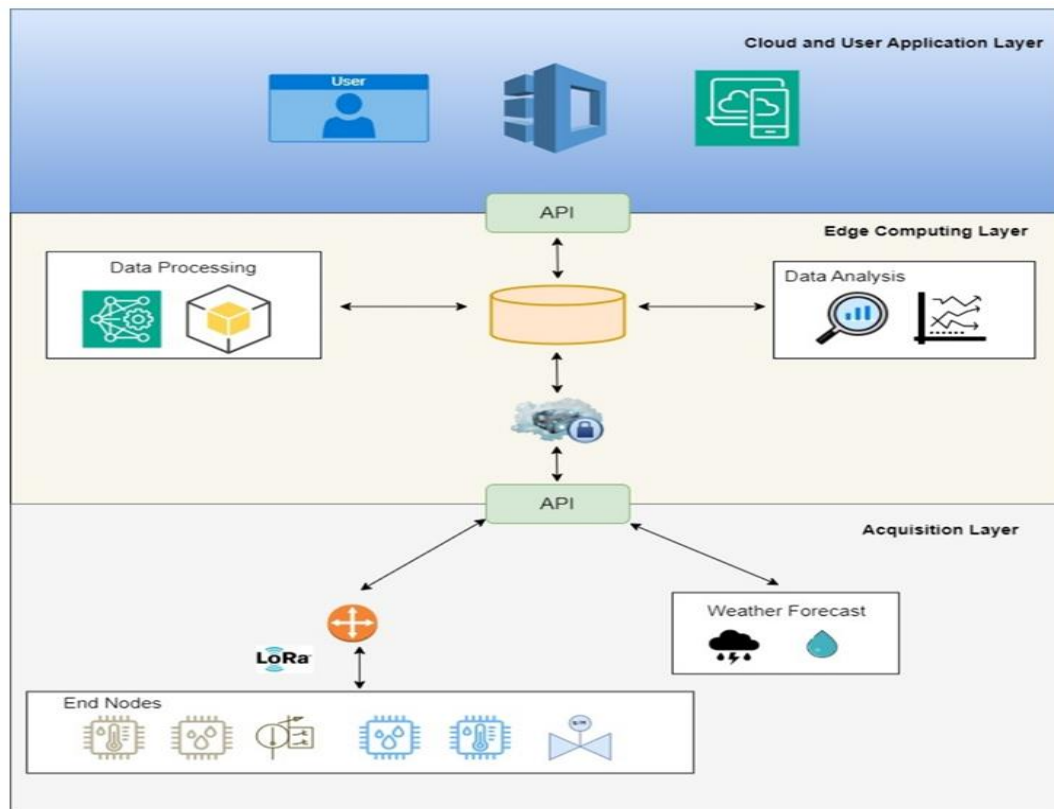 Cloud and User Application Layer
User
API
Edge Computing Layer
Data Processing
Data Analysis
API
Acquisition Layer
Weather Forecast
LoRa
End Nodes